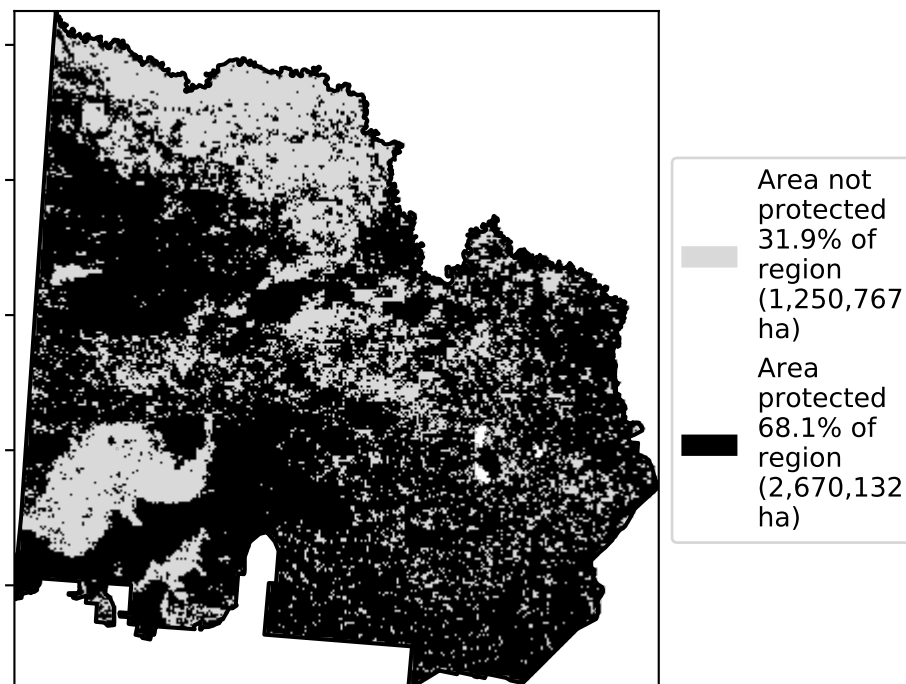 Area not
protected
31.9% of
region
(1,250,767
ha)
Area
protected
68.1% of
region
(2,670,132
ha)